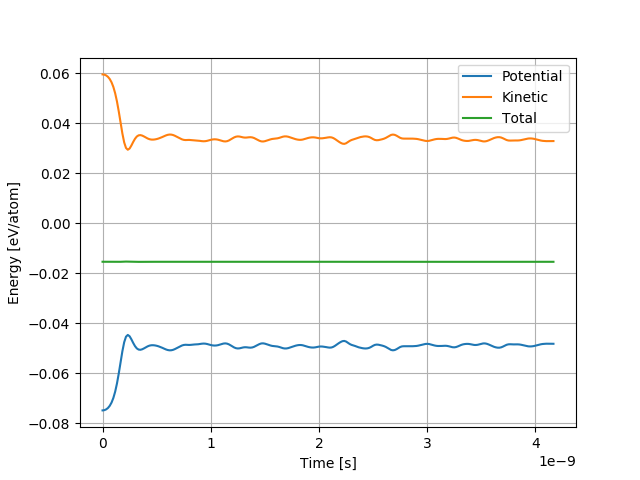 Energy [eV/atom]
0.06
0.04
0.02
0.00
−0.02
−0.04
−0.06
−0.08
Potential
Kinetic
Total
0
1
2
3
4
1e−9
Time [s]